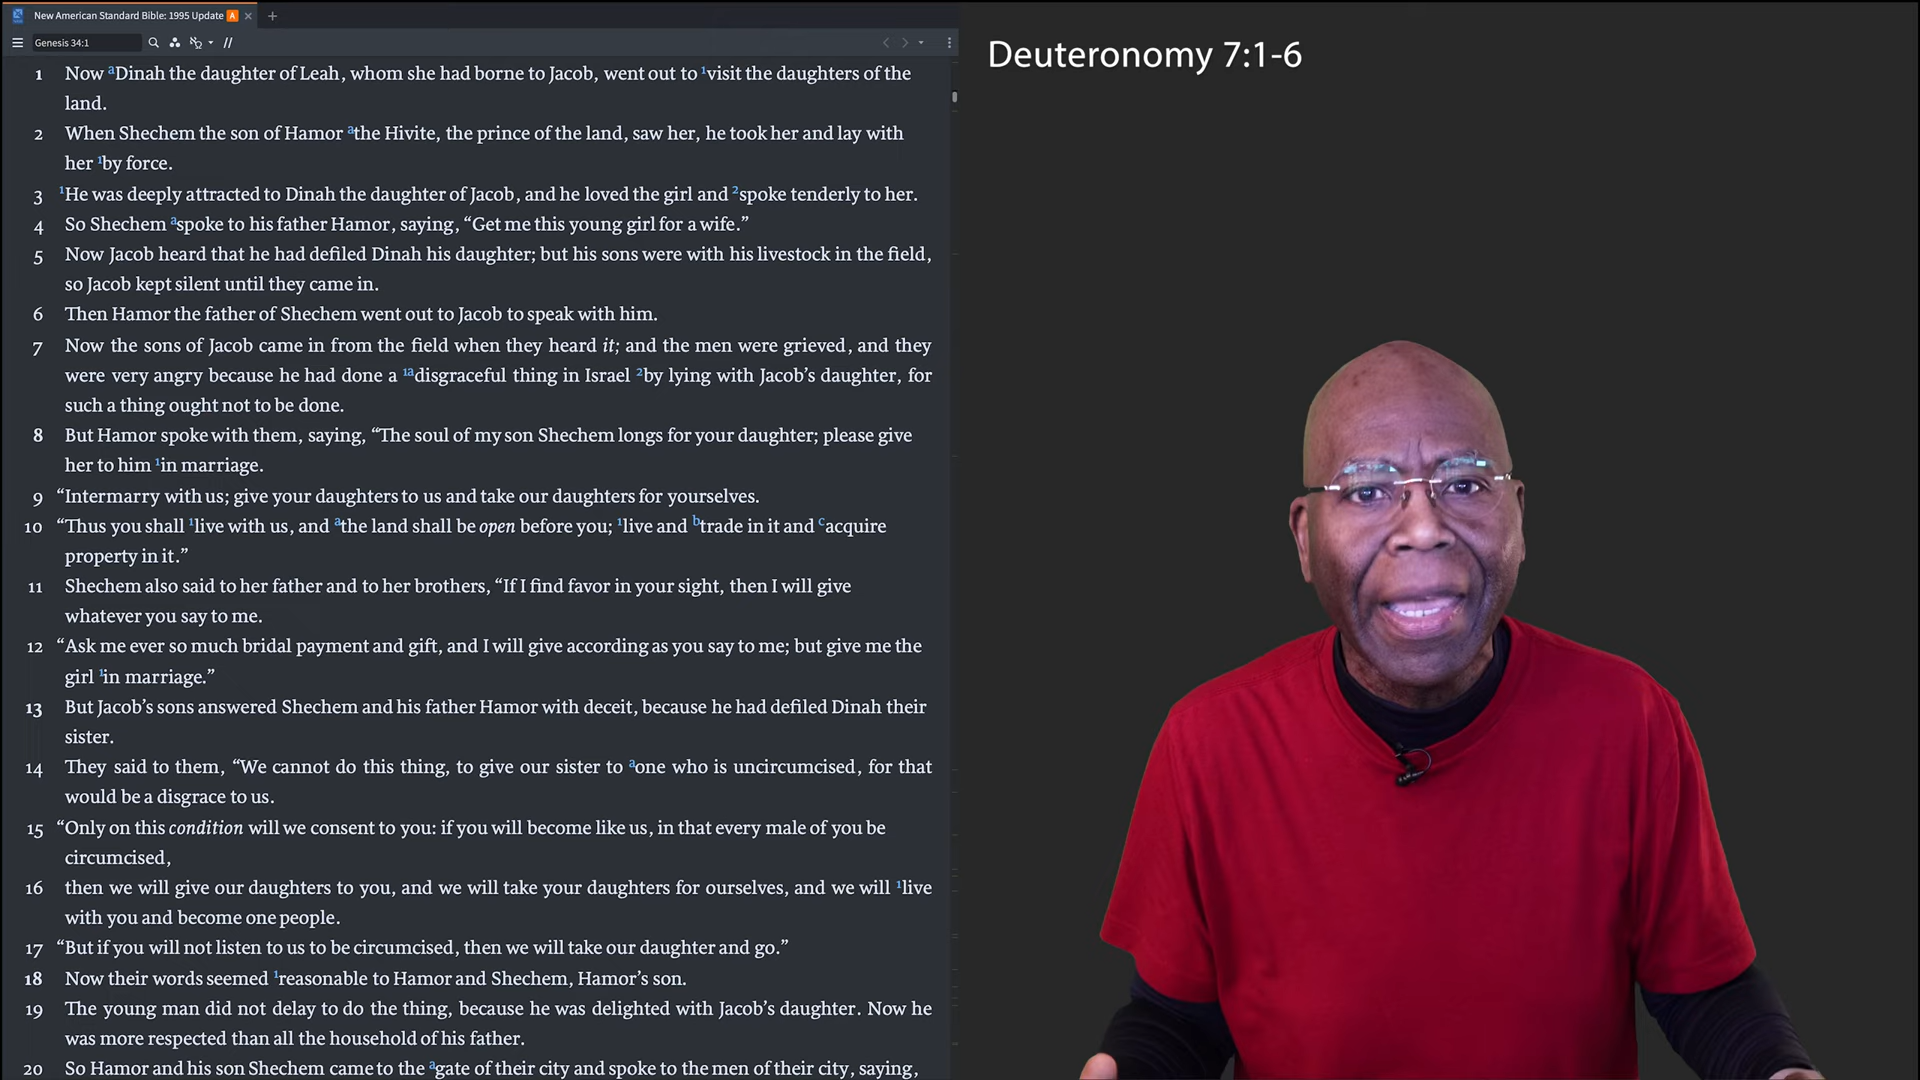 New American Standard Bible: 1995 Update A
Genesis 34:1
Deuteronomy 7:1-6
1 Now aDinah the daughter of Leah, whom she had borne to Jacob, went out to 1visit the daughters of the
land.
2 When Shechem the son of Hamor athe Hivite, the prince of the land, saw her, he took her and lay with
her 1by force.
3 1He was deeply attracted to Dinah the daughter of Jacob, and he loved the girl and 2spoke tenderly to her.
4 So Shechem aspoke to his father Hamor, saying, “Get me this young girl for a wife.”
5 Now Jacob heard that he had defiled Dinah his daughter; but his sons were with his livestock in the field,
so Jacob kept silent until they came in.
6 Then Hamor the father of Shechem went out to Jacob to speak with him.
7 Now the sons of Jacob came in from the field when they heard it; and the men were grieved, and they
were very angry because he had done a 1adisgraceful thing in Israel 2by lying with Jacob’s daughter, for
such a thing ought not to be done.
8 But Hamor spoke with them, saying, “The soul of my son Shechem longs for your daughter; please give
her to him 1in marriage.
9 “Intermarry with us; give your daughters to us and take our daughters for yourselves.
10 “Thus you shall 1live with us, and athe land shall be open before you; 1live and btrade in it and cacquire
property in it.”
11 Shechem also said to her father and to her brothers, “If I find favor in your sight, then I will give
whatever you say to me.
12 “Ask me ever so much bridal payment and gift, and I will give according as you say to me; but give me the
girl 1in marriage.”
13 But Jacob’s sons answered Shechem and his father Hamor with deceit, because he had defiled Dinah their
sister.
14 They said to them, “We cannot do this thing, to give our sister to aone who is uncircumcised, for that
would be a disgrace to us.
15 “Only on this condition will we consent to you: if you will become like us, in that every male of you be
circumcised,
16 then we will give our daughters to you, and we will take your daughters for ourselves, and we will 1live
with you and become one people.
17 “But if you will not listen to us to be circumcised, then we will take our daughter and go.”
18 Now their words seemed 1reasonable to Hamor and Shechem, Hamor’s son.
19 The young man did not delay to do the thing, because he was delighted with Jacob’s daughter. Now he
was more respected than all the household of his father.
20 So Hamor and his son Shechem came to the agate of their city and spoke to the men of their city, saying,